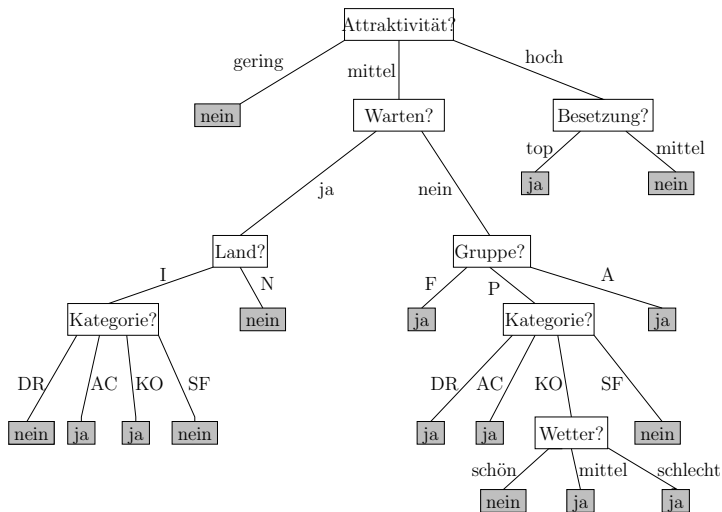 Attraktivität?
gering
mittel
hoch
nein
Warten?
Besetzung?
top
mittel
ja
nein
ja
nein
Land?
Gruppe?
I
N
F
P
A
Kategorie?
nein
ja
Kategorie?
ja
DR
AC
KO
SF
DR
AC
KO
SF
nein
ja
ja
nein
ja
ja
Wetter?
nein
schön
mittel
schlecht
nein
ja
ja